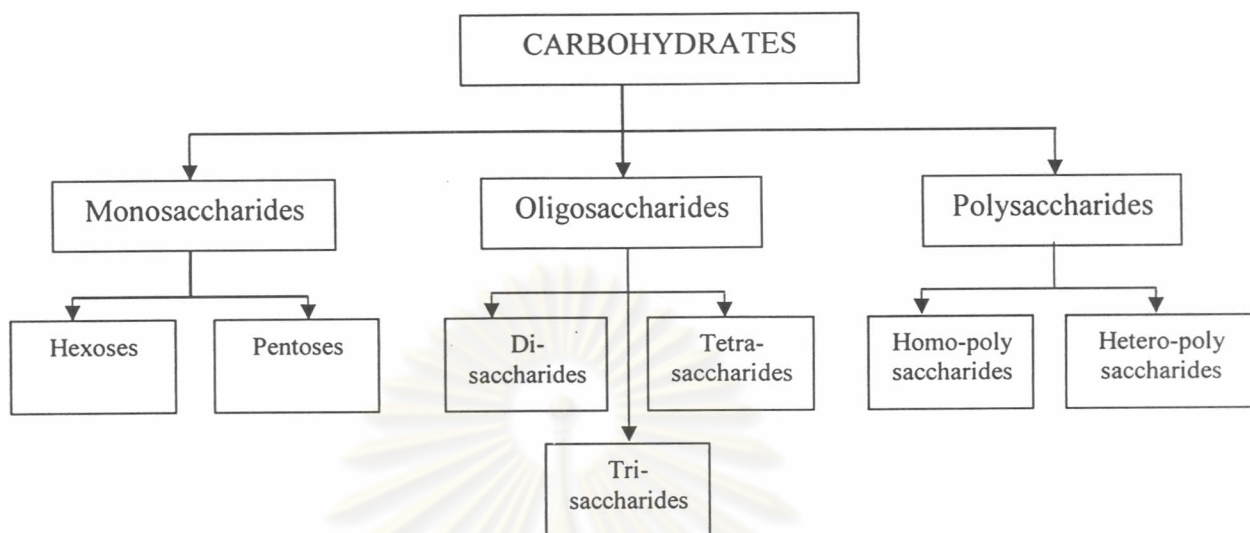 CARBOHYDRATES
Monosaccharides
Oligosaccharides
Polysaccharides
Hexoses
Pentoses
Di-
saccharides
Tetra-
saccharides
Homo-poly
saccharides
Hetero-poly
saccharides
Tri-
saccharides